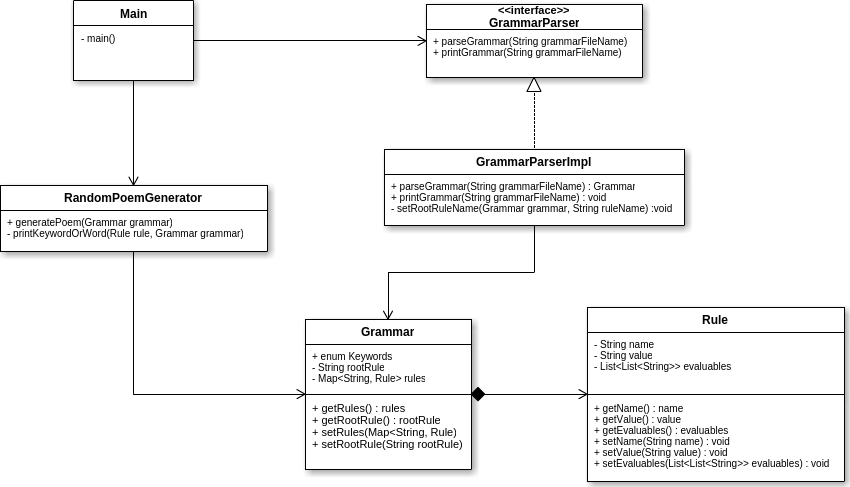 Main
- main()
<<interface>>
GrammarParser
+ parseGrammar(String grammarFileName)
+ printGrammar(String grammarFileName)
GrammarParserImpl
+ parseGrammar(String grammarFileName) : Grammar
+ printGrammar(String grammarFileName) : void
- setRootRuleName(Grammar grammar, String ruleName) :void
RandomPoemGenerator
+ generatePoem(Grammar grammar)
- printKeywordOrWord(Rule rule, Grammar grammar)
Grammar
+ enum Keywords
- String rootRule
- Map<String, Rule> rules
+ getRules() : rules
+ getRootRule() : rootRule
+ setRules(Map<String, Rule)
+ setRootRule(String rootRule)
Rule
- String name
- String value
- List<List<String>> evaluables
+ getName() : name
+ getValue() : value
+ getEvaluables() : evaluables
+ setName(String name) : void
+ setValue(String value) : void
+ setEvaluables(List<List<String>> evaluables) : void